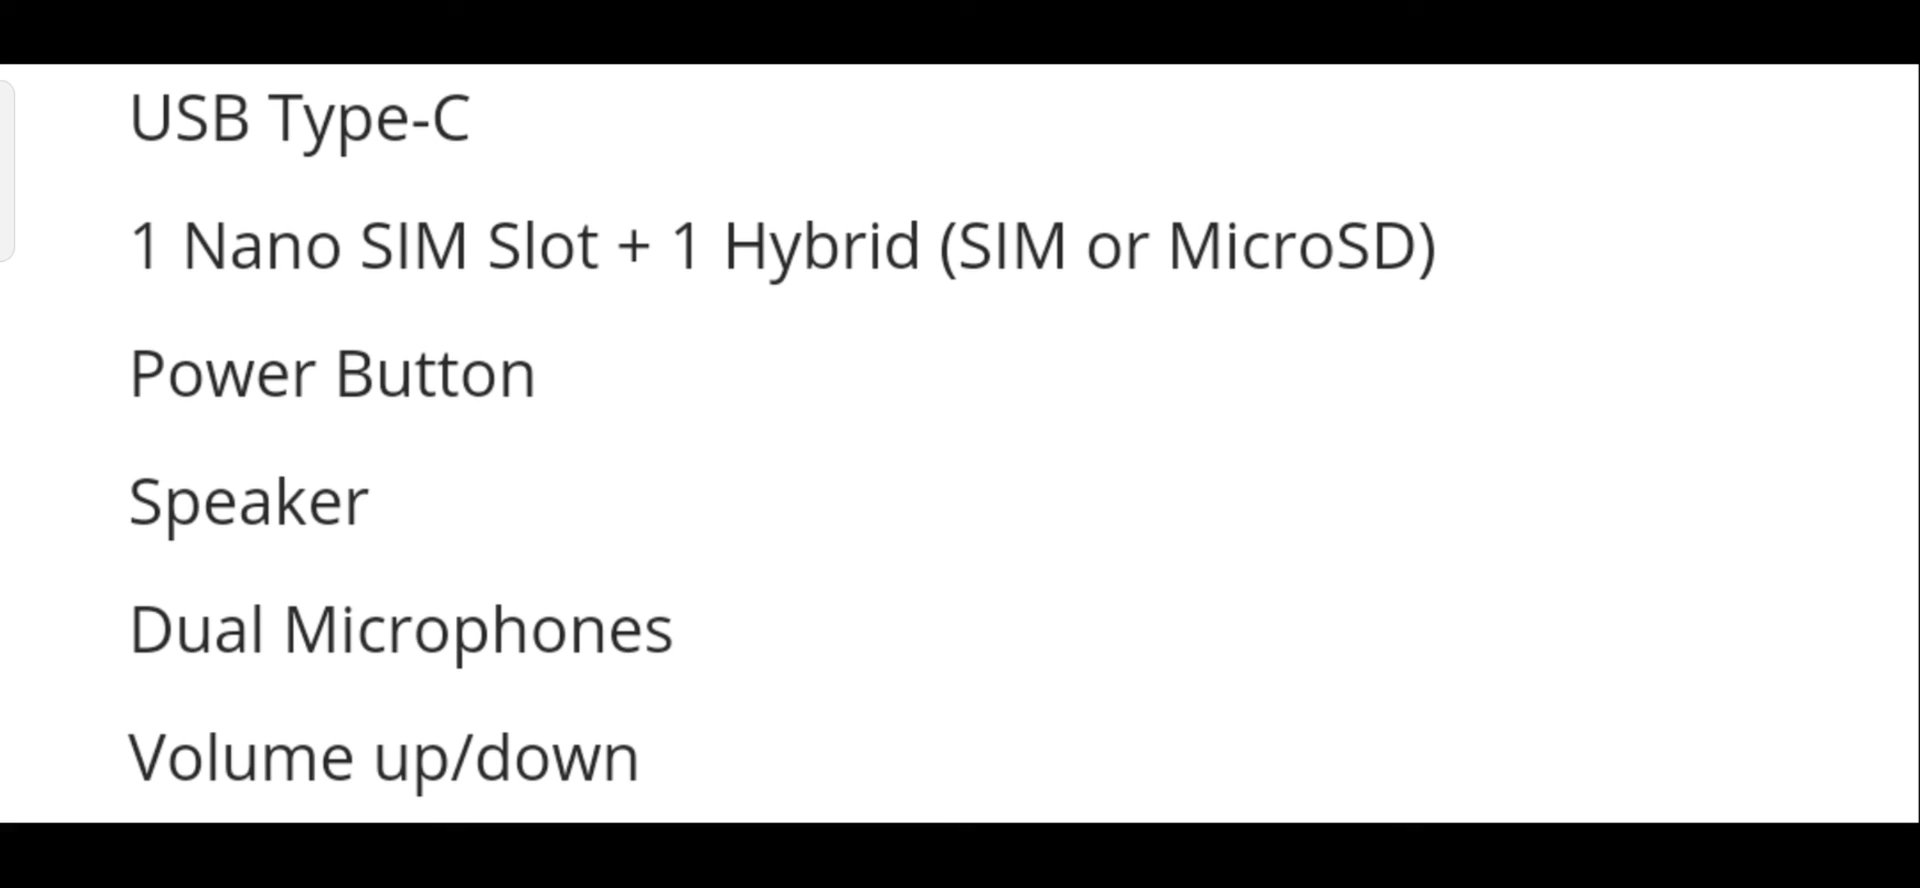 USB Type-C
1 Nano SIM Slot + 1 Hybrid (SIM or MicroSD)
Power Button
Speaker
Dual Microphones
Volume up/down